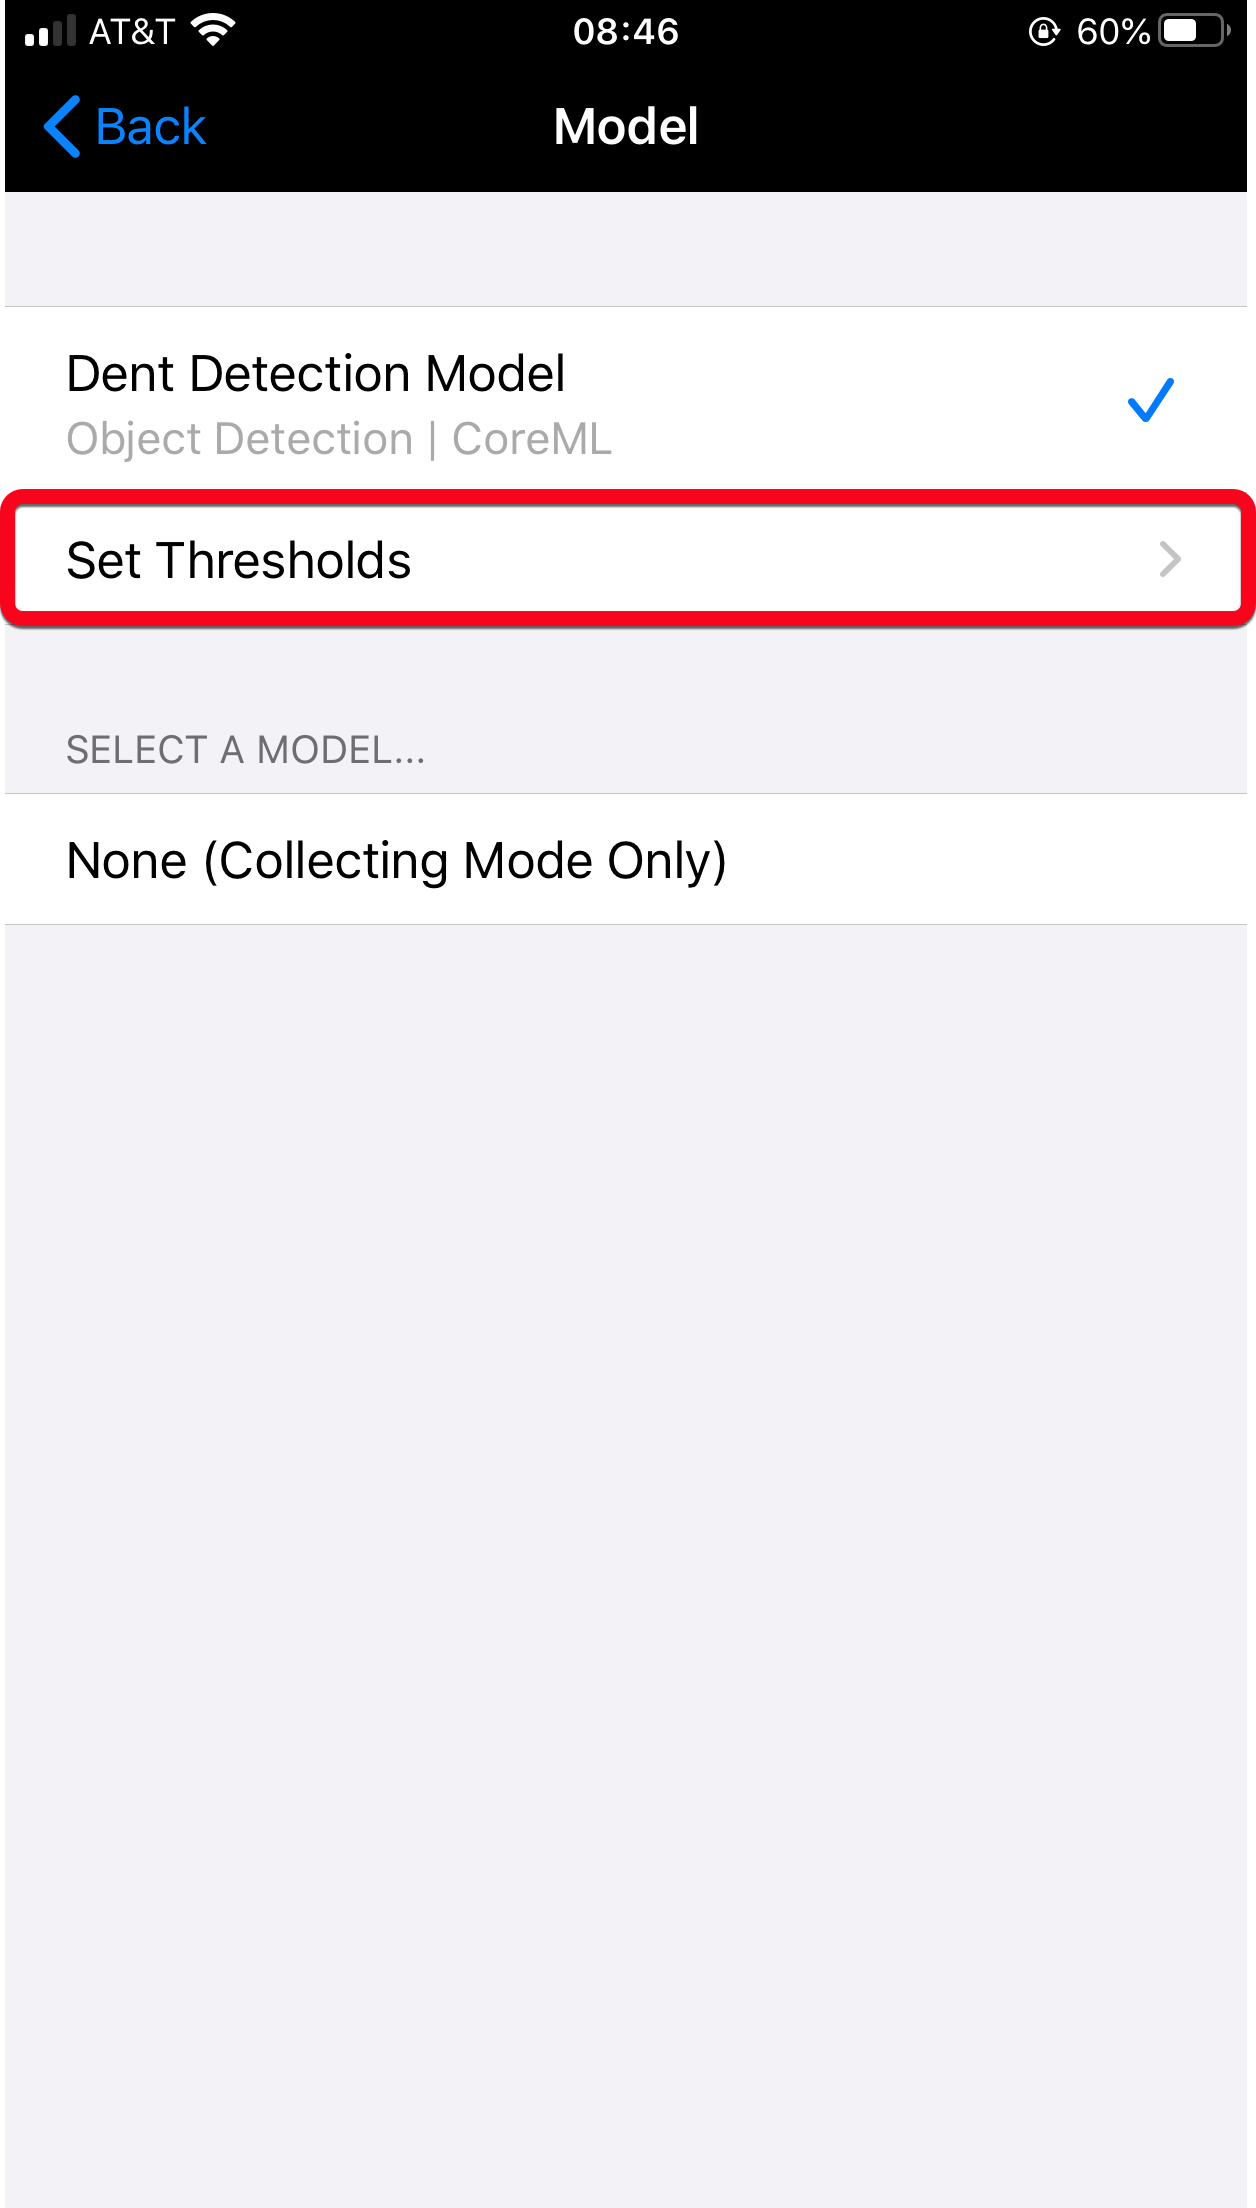 AT&T 08:46 60%
Back Model
Dent Detection Model
Object Detection | CoreML
Set Thresholds
SELECT A MODEL...
None (Collecting Mode Only)